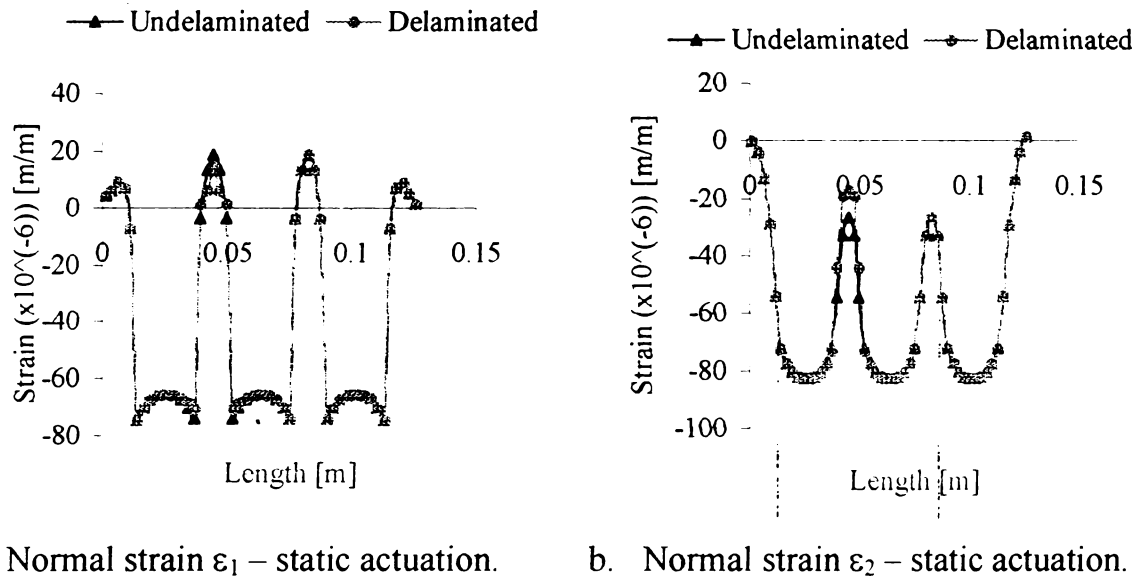 Undelaminated Delaminated
40
20
0
-20
-40
-60
-80
0 0.05 0.1 0.15
Strain (x10^(-6)) [m/m]
Length [m]
Normal strain ε1 – static actuation.
Undelaminated Delaminated
20
0
-20
-40
-60
-80
-100
0 0.05 0.1 0.15
Strain (x10^(-6)) [m/m]
Length [m]
b. Normal strain ε2 – static actuation.